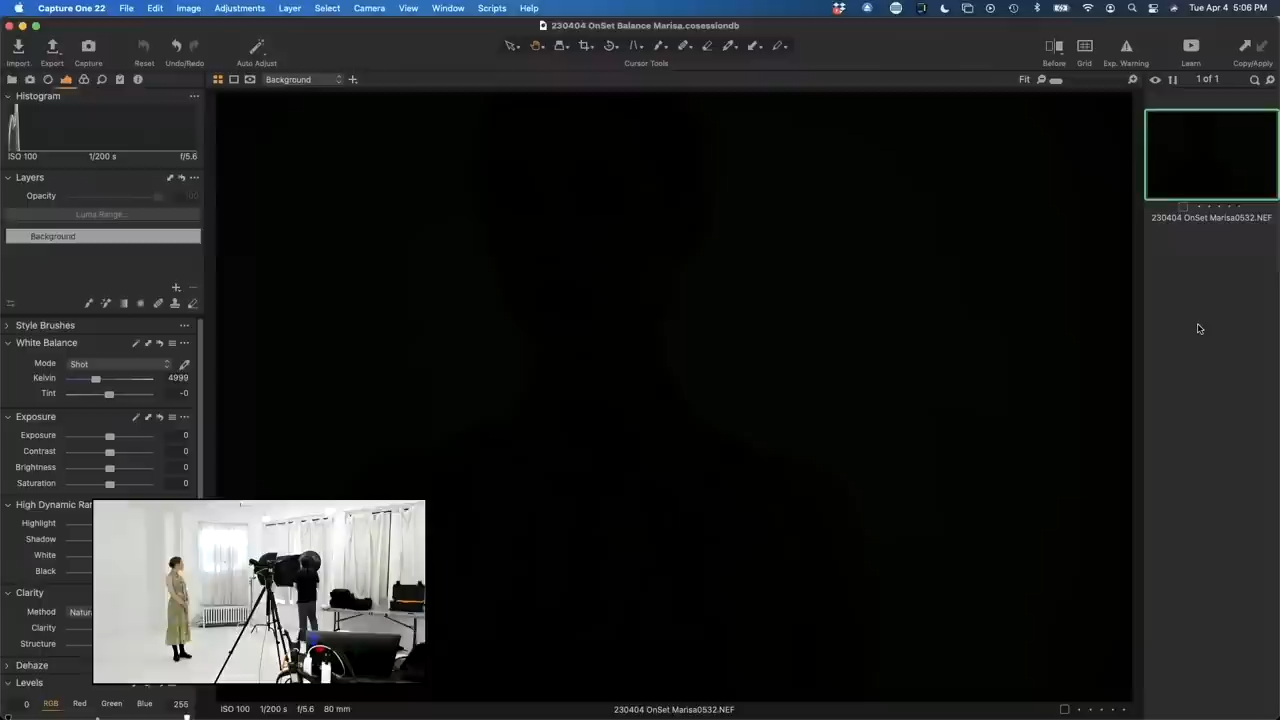 Capture One 22 File Edit Image Adjustments Layer Select Camera View Window Scripts Help Tue Apr 4 5:06 PM
230404 OnSet Balance Marisa.cosessiondb
Import Export Capture Reset Undo/Redo Auto Adjust Cursor Tools Before Grid Exp. Warning Learn Copy/Apply
Background Fit 1 of 1
Histogram
ISO 100 1/200 s f/5.6
Layers
Opacity
Luma Range...
Background
230404 OnSet Marisa0532.NEF
Style Brushes
White Balance
Mode Shot
Kelvin 4999
Tint -0
Exposure
Exposure 0
Contrast 0
Brightness 0
Saturation 0
High Dynamic Ran
Highlight
Shadow
White
Black
Clarity
Method Natur
Clarity
Structure
Dehaze
Levels
0 RGB Red Green Blue 255
ISO 100 1/200 s f/5.6 80 mm 230404 OnSet Marisa0532.NEF